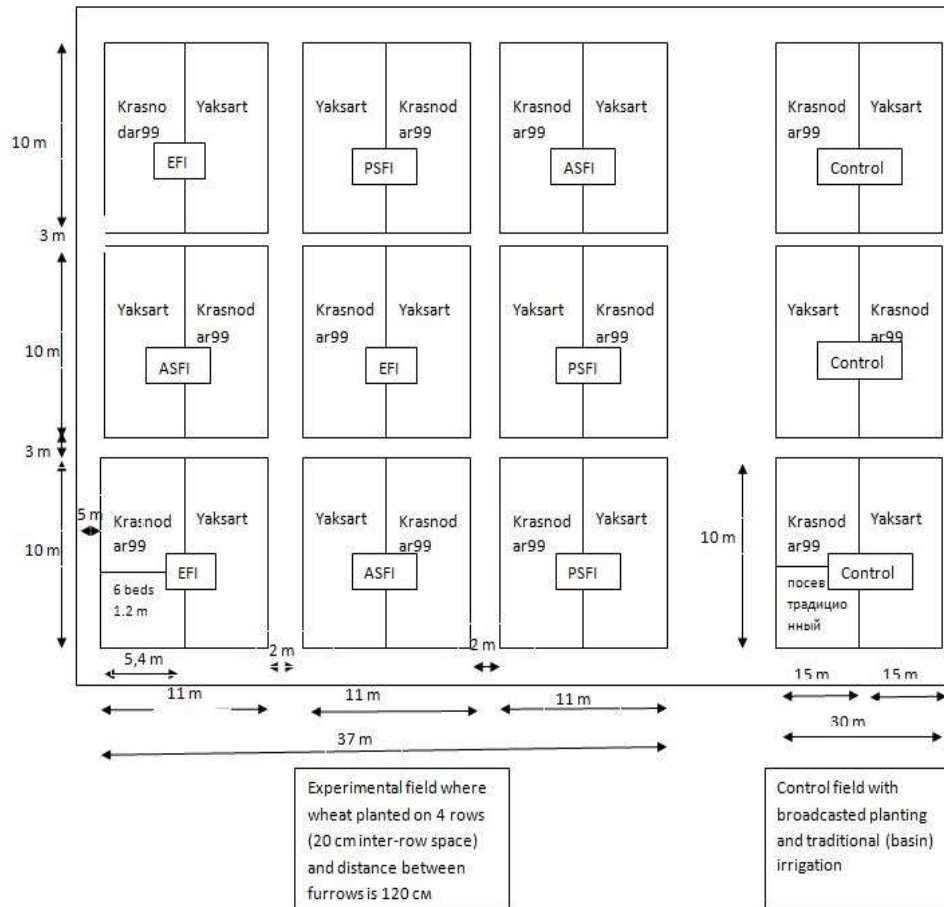 Krasno
dar99
Yaksart
EFI
Yaksart
Krasnod
ar99
PSFI
Krasnod
ar99
Yaksart
ASFI
Krasnod
ar99
Yaksart
Control
10 m
3 m
Yaksart
Krasnod
ar99
ASFI
Krasnod
ar99
Yaksart
EFI
Yaksart
Krasnod
ar99
PSFI
Yaksart
Krasnod
ar99
Control
10 m
3 m
5 m
Krasnod
ar99
Yaksart
EFI
6 beds
1.2 m
Yaksart
Krasnod
ar99
ASFI
Krasnod
ar99
Yaksart
PSFI
10 m
Krasnod
ar99
Yaksart
Control
посев
традицио
нный
10 m
5,4 m
2 m
2 m
15 m
15 m
11 m
11 m
11 m
30 m
37 m
Experimental field where
wheat planted on 4 rows
(20 cm inter-row space)
and distance between
furrows is 120 см
Control field with
broadcasted planting
and traditional (basin)
irrigation